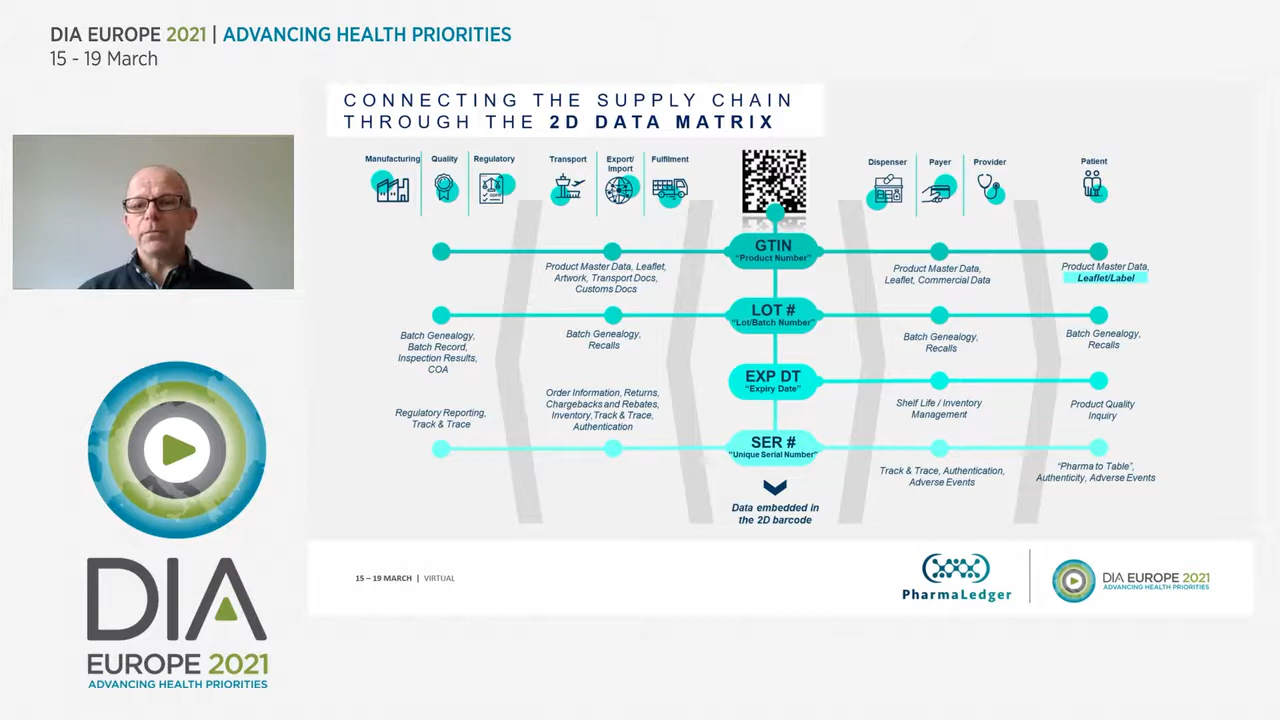 DIA EUROPE 2021 | ADVANCING HEALTH PRIORITIES
15 - 19 March
CONNECTING THE SUPPLY CHAIN
THROUGH THE 2D DATA MATRIX
Manufacturing
Quality
Regulatory
Transport
Export/
Import
Fulfilment
Dispenser
Payer
Provider
Patient
GTIN
"Product Number"
Product Master Data, Leaflet,
Artwork, Transport Docs,
Customs Docs
Product Master Data,
Leaflet, Commercial Data
Product Master Data,
Leaflet/Label
LOT #
"Lot/Batch Number"
Batch Genealogy,
Batch Record,
Inspection Results,
COA
Batch Genealogy,
Recalls
Batch Genealogy,
Recalls
Batch Genealogy,
Recalls
EXP DT
"Expiry Date"
Regulatory Reporting,
Track & Trace
Order Information, Returns,
Chargebacks and Rebates,
Inventory,Track & Trace,
Authentication
Shelf Life / Inventory
Management
Product Quality
Inquiry
SER #
"Unique Serial Number"
Track & Trace, Authentication,
Adverse Events
"Pharma to Table",
Authenticity, Adverse Events
Data embedded in
the 2D barcode
15 – 19 MARCH | VIRTUAL
PharmaLedger
DIA EUROPE 2021
ADVANCING HEALTH PRIORITIES
DIA
EUROPE 2021
ADVANCING HEALTH PRIORITIES